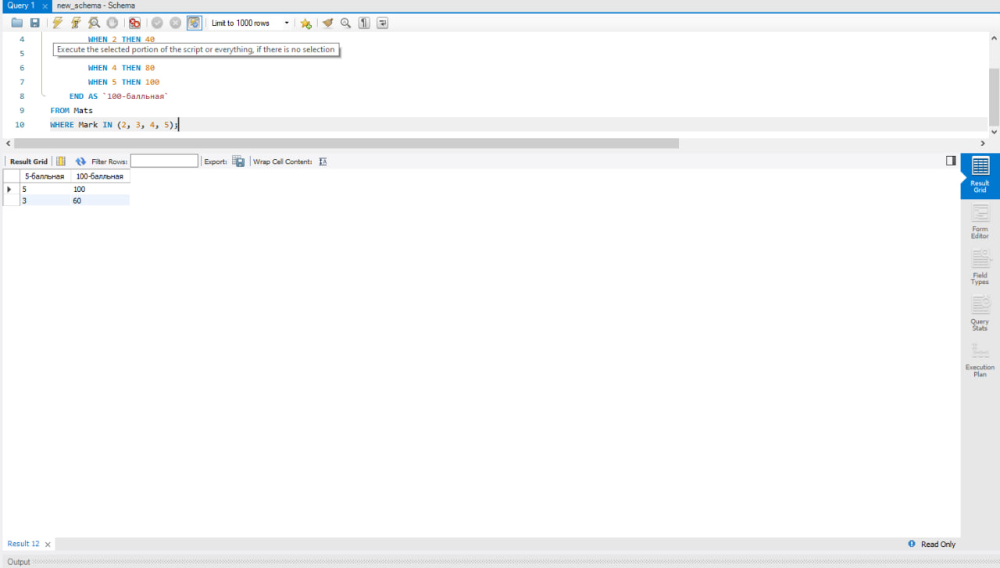 Query 1 × new_schema - Schema
Limit to 1000 rows
4 WHEN 2 THEN 40
Execute the selected portion of the script or everything, if there is no selection
5
6 WHEN 4 THEN 80
7 WHEN 5 THEN 100
8 END AS `100-балльная`
9 FROM Mats
10 WHERE Mark IN (2, 3, 4, 5);
Result Grid Filter Rows: Export: Wrap Cell Content: IA
5-балльная 100-балльная
5 100
3 60
Result
Grid
Form
Editor
Field
Types
Query
Stats
Execution
Plan
Result 12 × Read Only
Output